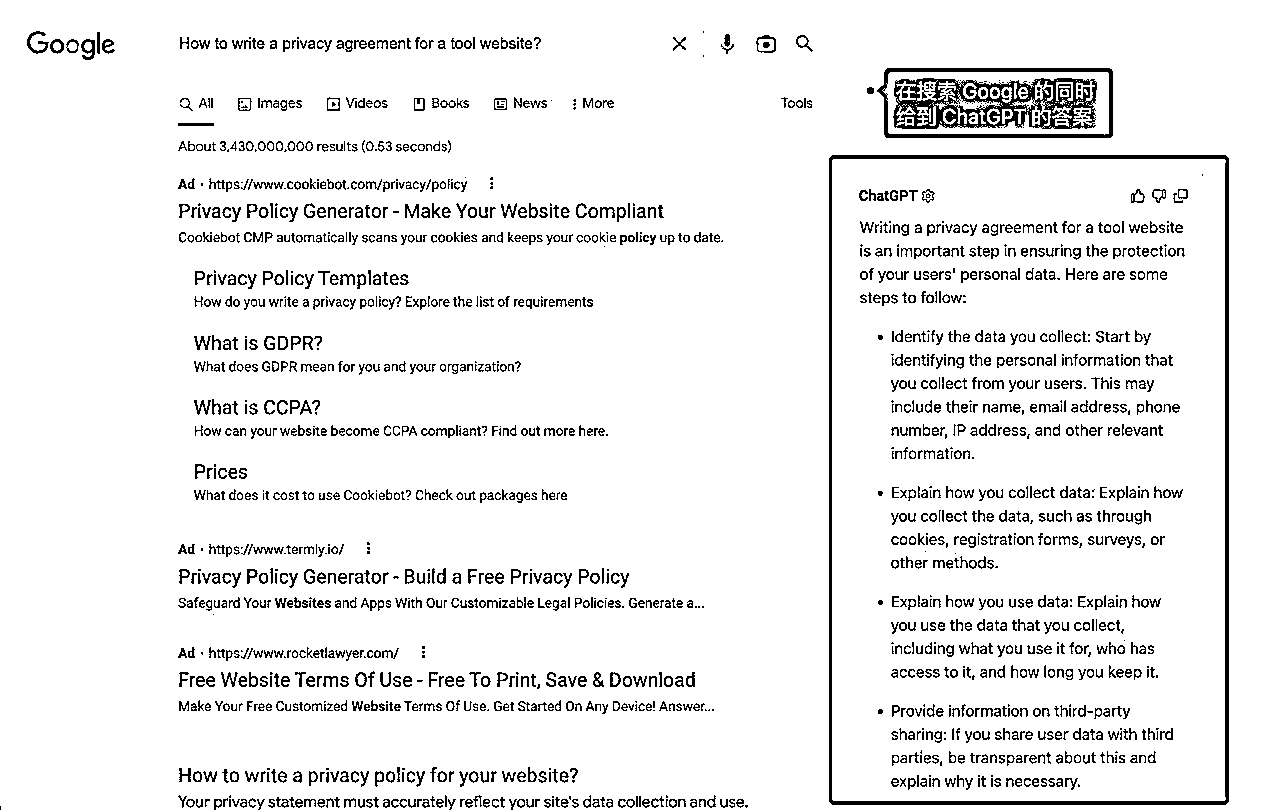 Google
How to write a privacy agreement for a tool website?
All Images Videos Books News More Tools
About 3,430,000,000 results (0.53 seconds)
Ad · https://www.cookiebot.com/privacy/policy
Privacy Policy Generator - Make Your Website Compliant
Cookiebot CMP automatically scans your cookies and keeps your cookie policy up to date.
Privacy Policy Templates
How do you write a privacy policy? Explore the list of requirements
What is GDPR?
What does GDPR mean for you and your organization?
What is CCPA?
How can your website become CCPA compliant? Find out more here.
Prices
What does it cost to use Cookiebot? Check out packages here
Ad · https://www.termly.io/
Privacy Policy Generator - Build a Free Privacy Policy
Safeguard Your Websites and Apps With Our Customizable Legal Policies. Generate a...
Ad · https://www.rocketlawyer.com/
Free Website Terms Of Use - Free To Print, Save & Download
Make Your Free Customized Website Terms Of Use. Get Started On Any Device! Answer...
How to write a privacy policy for your website?
Your privacy statement must accurately reflect your site's data collection and use.
在搜索 Google 的同时
给到 ChatGPT 的答案
ChatGPT
Writing a privacy agreement for a tool website
is an important step in ensuring the protection
of your users' personal data. Here are some
steps to follow:
• Identify the data you collect: Start by
identifying the personal information that
you collect from your users. This may
include their name, email address, phone
number, IP address, and other relevant
information.
• Explain how you collect data: Explain how
you collect the data, such as through
cookies, registration forms, surveys, or
other methods.
• Explain how you use data: Explain how
you use the data that you collect,
including what you use it for, who has
access to it, and how long you keep it.
• Provide information on third-party
sharing: If you share user data with third
parties, be transparent about this and
explain why it is necessary.